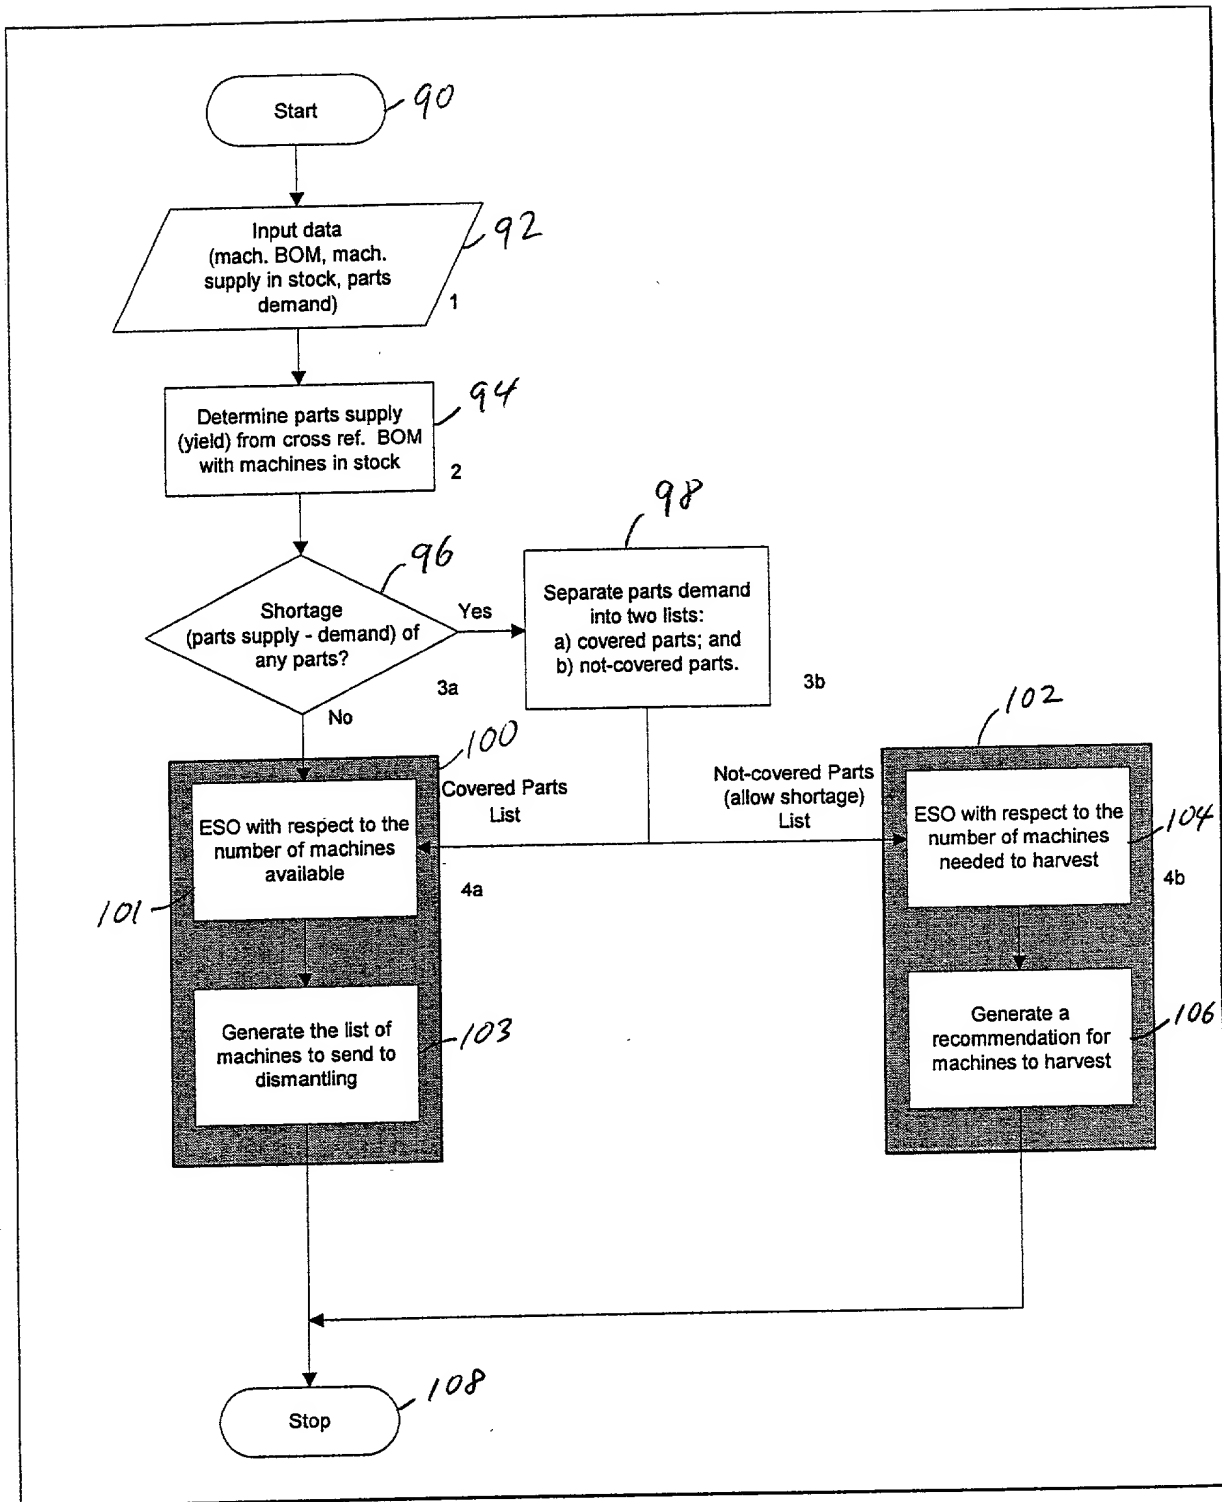 Start
90
Input data
(mach. BOM, mach.
supply in stock, parts
demand)
1
92
Determine parts supply
(yield) from cross ref. BOM
with machines in stock
2
94
Shortage
(parts supply - demand) of
any parts?
3a
96
Yes
No
98
Separate parts demand
into two lists:
a) covered parts; and
b) not-covered parts.
3b
100
Covered Parts
List
Not-covered Parts
(allow shortage)
List
102
ESO with respect to the
number of machines
available
4a
101
ESO with respect to the
number of machines
needed to harvest
104
4b
Generate the list of
machines to send to
dismantling
103
Generate a
recommendation for
machines to harvest
106
Stop
108